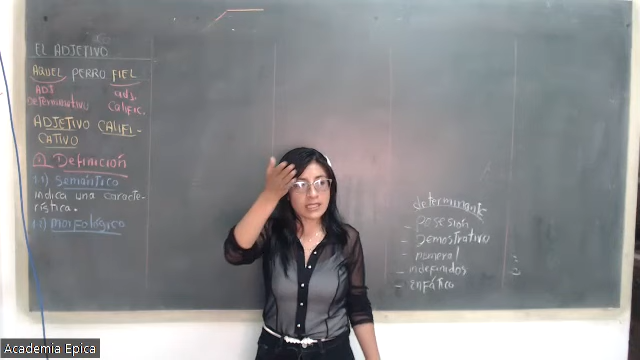 EL ADJETIVO
AQUEL PERRO FIEL
ADJ adj.
Determinativo Calific.
ADJETIVO CALIFI-
CATIVO
1) Definición
1.1) Semántico
indica una caracte-
rística.
1.2) Morfológico
determinante
- Posesión
- Demostrativo
- numeral
- indefinidos
- Enfático
Academia Epica